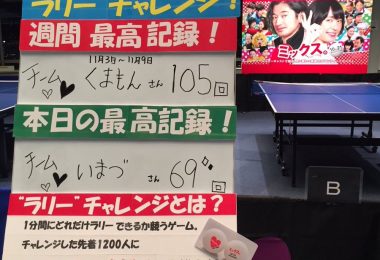 ラリーチャレンジ!
週間 最高記録!
11月3日〜11月9日
チーム くまもん さん 105回
本日の最高記録!
チーム いまづ さん 69回
"ラリー"チャレンジとは?
1分間にどれだけラリーできるか競うゲーム。
チャレンジした先着1200人に
ミックス。
B